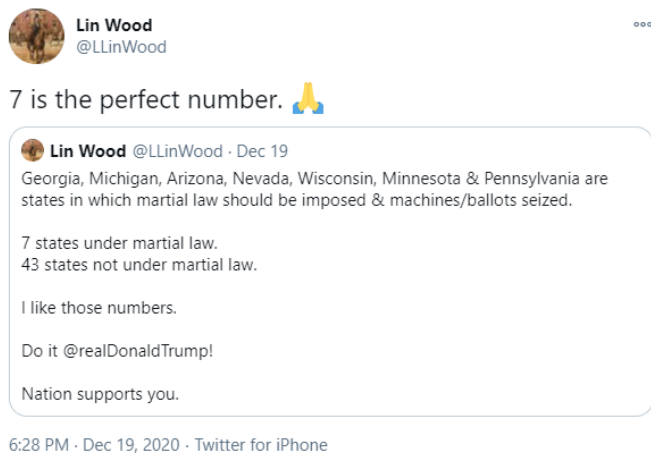 Lin Wood
@LLinWood
7 is the perfect number. 🙏
Lin Wood @LLinWood · Dec 19
Georgia, Michigan, Arizona, Nevada, Wisconsin, Minnesota & Pennsylvania are
states in which martial law should be imposed & machines/ballots seized.
7 states under martial law.
43 states not under martial law.
I like those numbers.
Do it @realDonaldTrump!
Nation supports you.
6:28 PM · Dec 19, 2020 · Twitter for iPhone